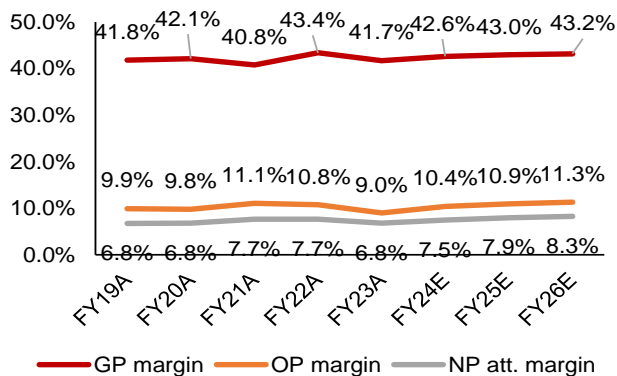 50.0%
40.0%
30.0%
20.0%
10.0%
0.0%
41.8% 42.1% 40.8% 43.4% 41.7% 42.6% 43.0% 43.2%
9.9% 9.8% 11.1% 10.8% 9.0% 10.4% 10.9% 11.3%
6.8% 6.8% 7.7% 7.7% 6.8% 7.5% 7.9% 8.3%
FY19A FY20A FY21A FY22A FY23A FY24E FY25E FY26E
GP margin OP margin NP att. margin